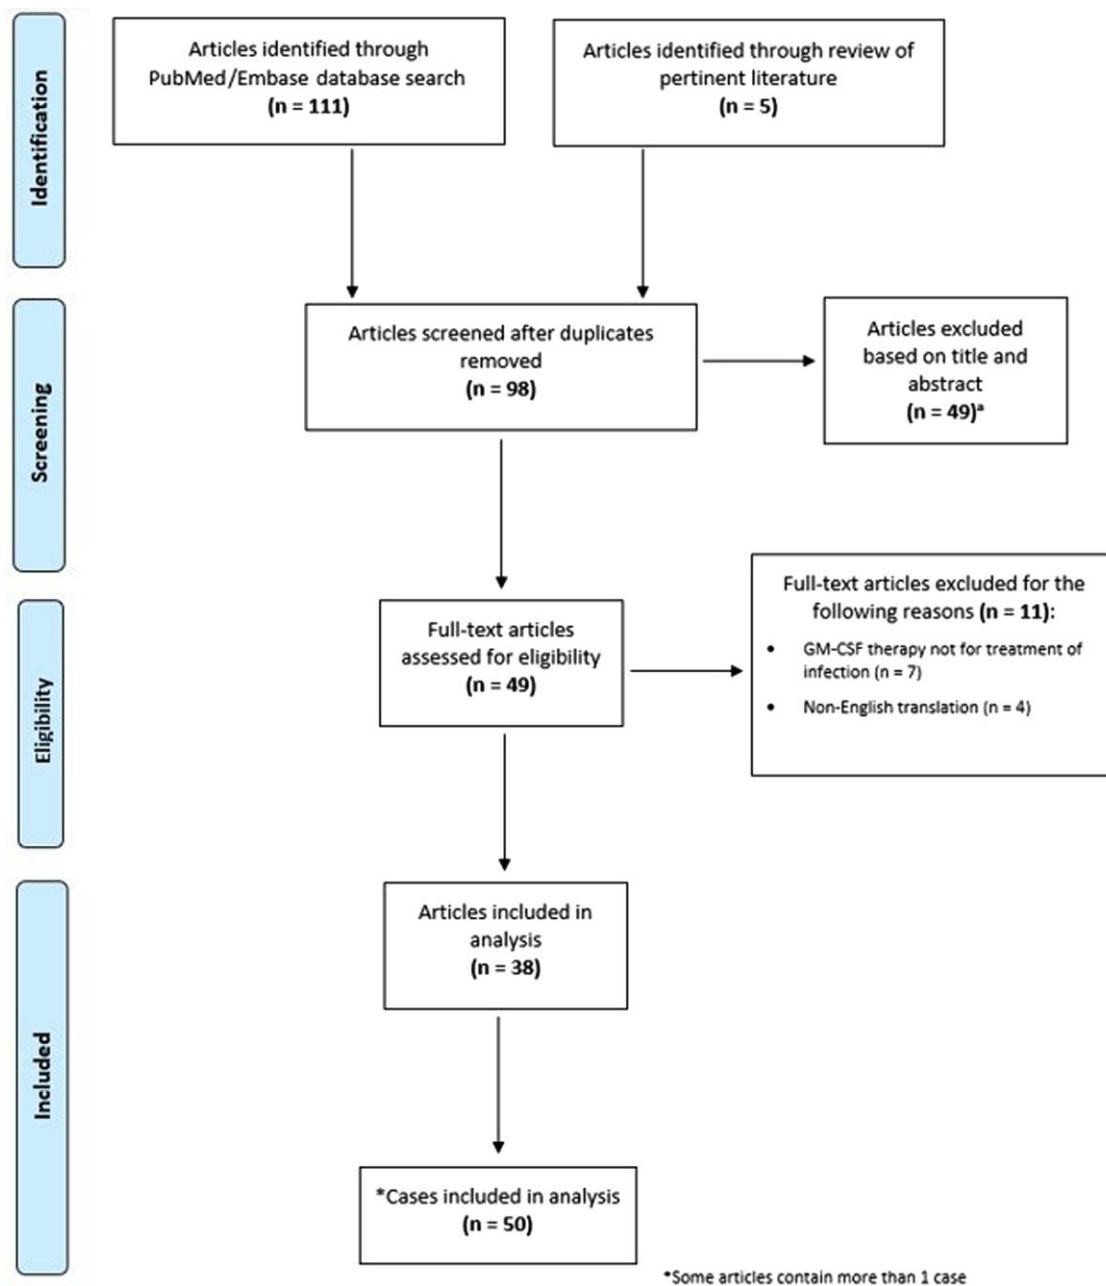 Identification
Articles identified through
PubMed/Embase database search
(n = 111)
Articles identified through review of
pertinent literature
(n = 5)
Screening
Articles screened after duplicates
removed
(n = 98)
Articles excluded
based on title and
abstract
(n = 49)ª
Eligibility
Full-text articles
assessed for eligibility
(n = 49)
Full-text articles excluded for the
following reasons (n = 11):
• GM-CSF therapy not for treatment of
infection (n = 7)
• Non-English translation (n = 4)
Included
Articles included in
analysis
(n = 38)
*Cases included in analysis
(n = 50)
*Some articles contain more than 1 case